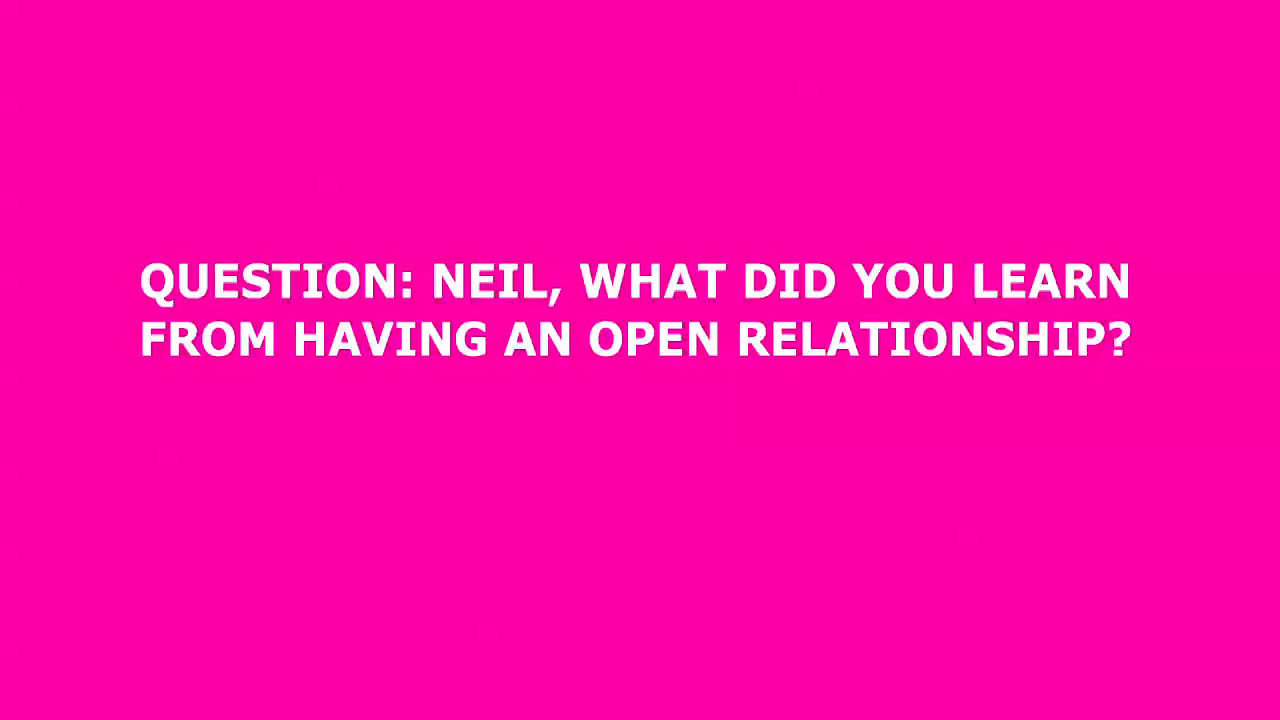 QUESTION: NEIL, WHAT DID YOU LEARN
FROM HAVING AN OPEN RELATIONSHIP?